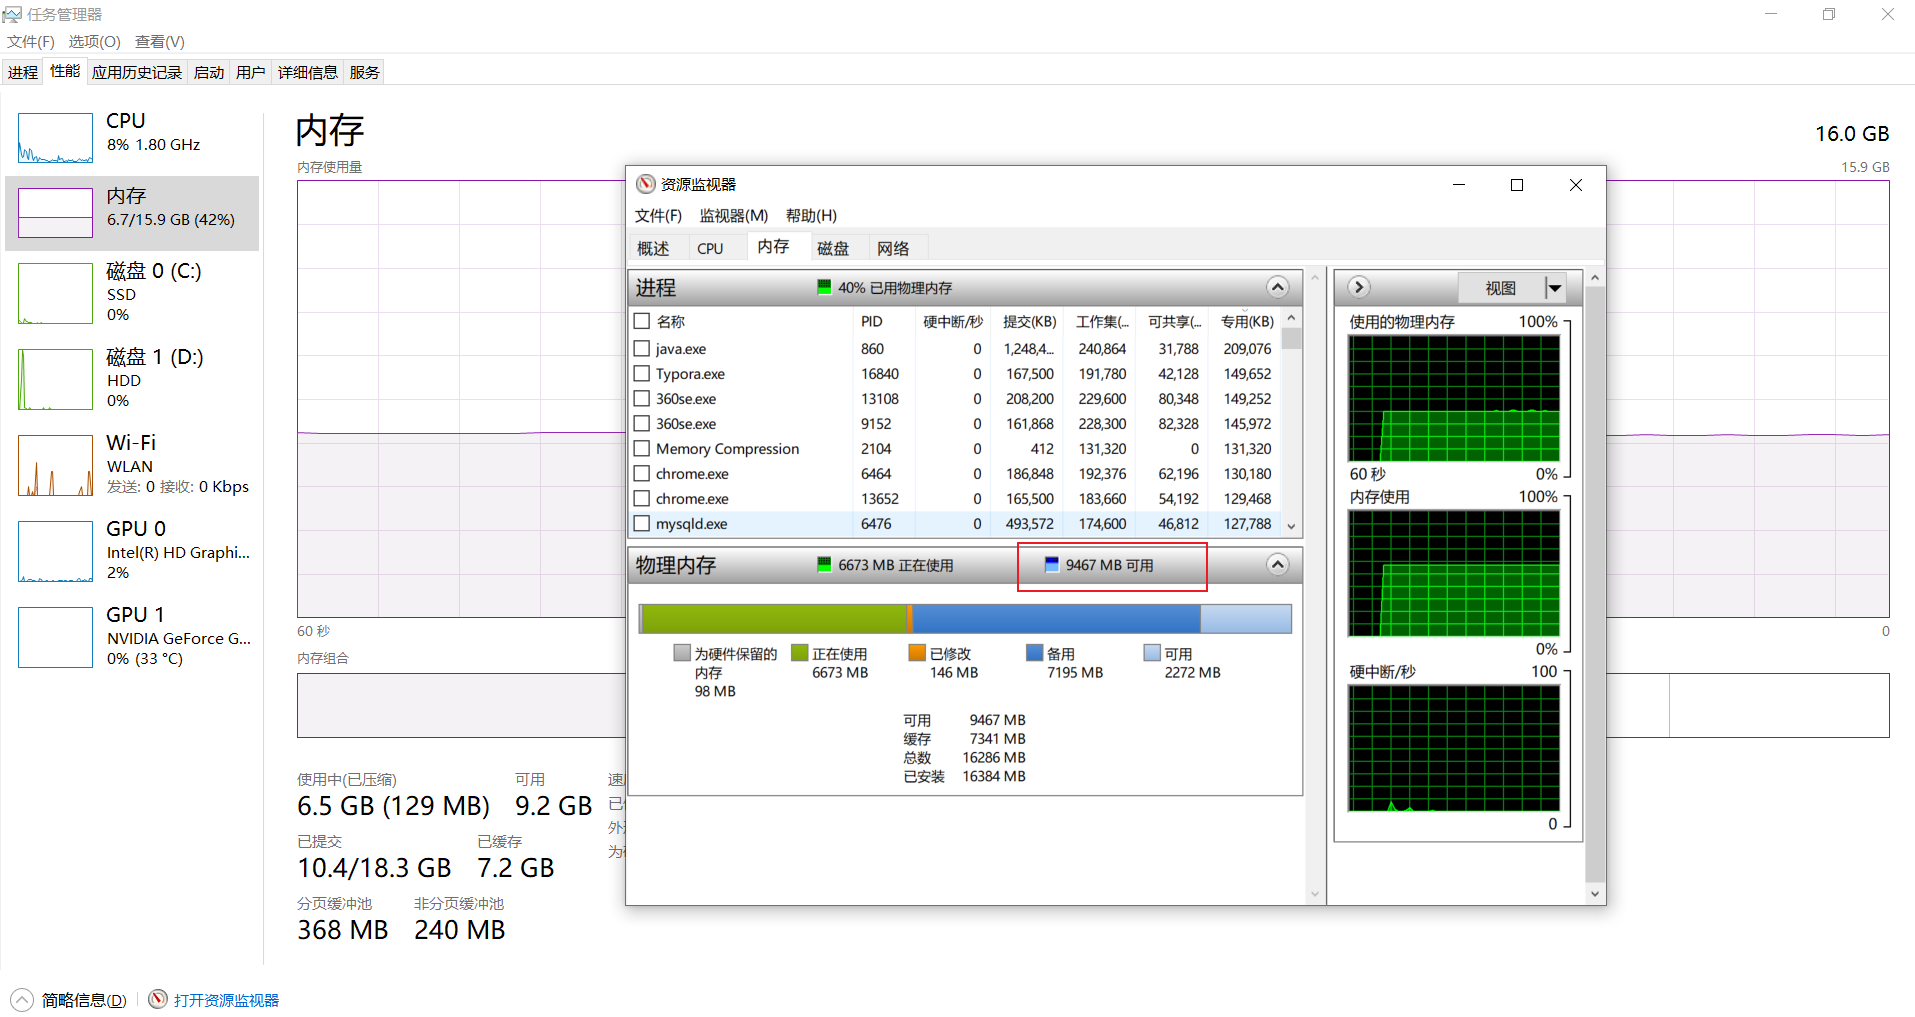 任务管理器
文件(F) 选项(O) 查看(V)
进程 性能 应用历史记录 启动 用户 详细信息 服务
CPU
8% 1.80 GHz
内存
6.7/15.9 GB (42%)
磁盘 0 (C:)
SSD
0%
磁盘 1 (D:)
HDD
0%
Wi-Fi
WLAN
发送: 0 接收: 0 Kbps
GPU 0
Intel(R) HD Graphi...
2%
GPU 1
NVIDIA GeForce G...
0% (33 °C)
内存
16.0 GB
内存使用量
15.9 GB
60 秒
0
内存组合
使用中(已压缩)
6.5 GB (129 MB)
可用
9.2 GB
已提交
10.4/18.3 GB
已缓存
7.2 GB
分页缓冲池
368 MB
非分页缓冲池
240 MB
资源监视器
文件(F) 监视器(M) 帮助(H)
概述 CPU 内存 磁盘 网络
进程 40% 已用物理内存
名称 PID 硬中断/秒 提交(KB) 工作集(... 可共享(... 专用(KB)
java.exe 860 0 1,248,4... 240,864 31,788 209,076
Typora.exe 16840 0 167,500 191,780 42,128 149,652
360se.exe 13108 0 208,200 229,600 80,348 149,252
360se.exe 9152 0 161,868 228,300 82,328 145,972
Memory Compression 2104 0 412 131,320 0 131,320
chrome.exe 6464 0 186,848 192,376 62,196 130,180
chrome.exe 13652 0 165,500 183,660 54,192 129,468
mysqld.exe 6476 0 493,572 174,600 46,812 127,788
物理内存 6673 MB 正在使用 9467 MB 可用
为硬件保留的
内存
98 MB
正在使用
6673 MB
已修改
146 MB
备用
7195 MB
可用
2272 MB
可用 9467 MB
缓存 7341 MB
总数 16286 MB
已安装 16384 MB
视图
使用的物理内存 100%
60 秒 0%
内存使用 100%
0%
硬中断/秒 100
0
简略信息(D) 打开资源监视器